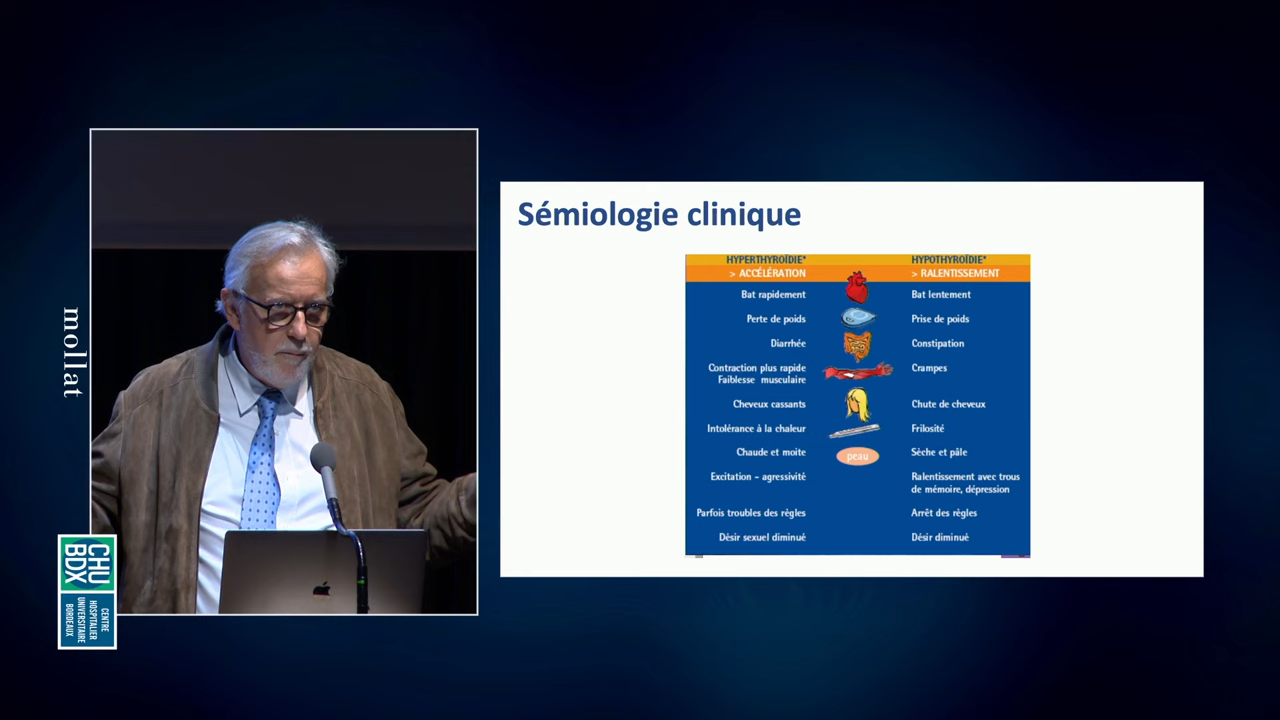 mollat
CHU
BDX
CENTRE
HOSPITALIER
UNIVERSITAIRE
BORDEAUX
Sémiologie clinique
HYPERTHYROÏDIE* HYPOTHYROÏDIE*
> ACCÉLÉRATION > RALENTISSEMENT
Bat rapidement Bat lentement
Perte de poids Prise de poids
Diarrhée Constipation
Contraction plus rapide Crampes
Faiblesse musculaire
Cheveux cassants Chute de cheveux
Intolérance à la chaleur Frilosité
Chaude et moite peau Sèche et pâle
Excitation - agressivité Ralentissement avec trous
de mémoire, dépression
Parfois troubles des règles Arrêt des règles
Désir sexuel diminué Désir diminué